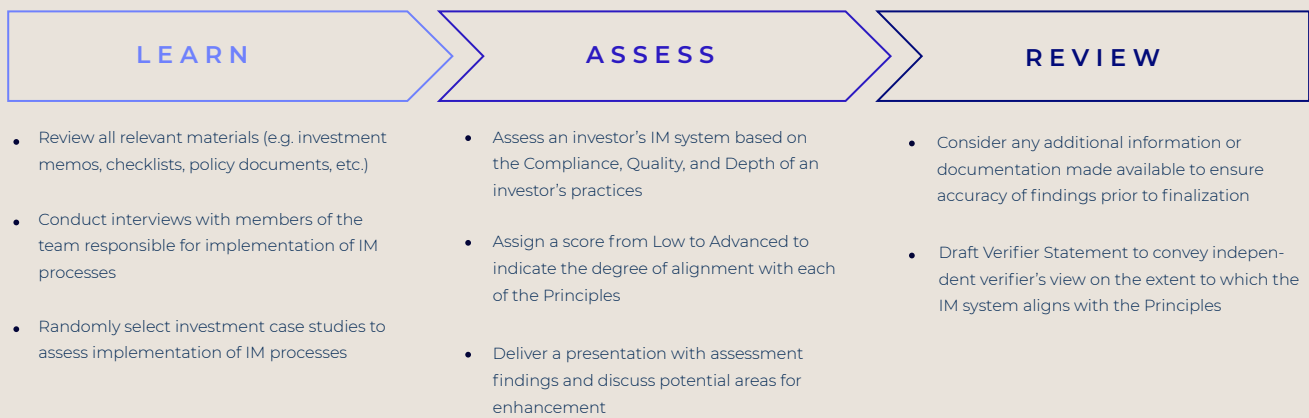 LEARN
Review all relevant materials (e.g. investment
memos, checklists, policy documents, etc.)
Conduct interviews with members of the
team responsible for implementation of IM
processes
Randomly select investment case studies to
assess implementation of IM processes
ASSESS
Assess an investor's IM system based on
the Compliance, Quality, and Depth of an
investor's practices
Assign a score from Low to Advanced to
indicate the degree of alignment with each
of the Principles
Deliver a presentation with assessment
findings and discuss potential areas for
enhancement
REVIEW
Consider any additional information or
documentation made available to ensure
accuracy of findings prior to finalization
Draft Verifier Statement to convey indepen-
dent verifier's view on the extent to which the
IM system aligns with the Principles